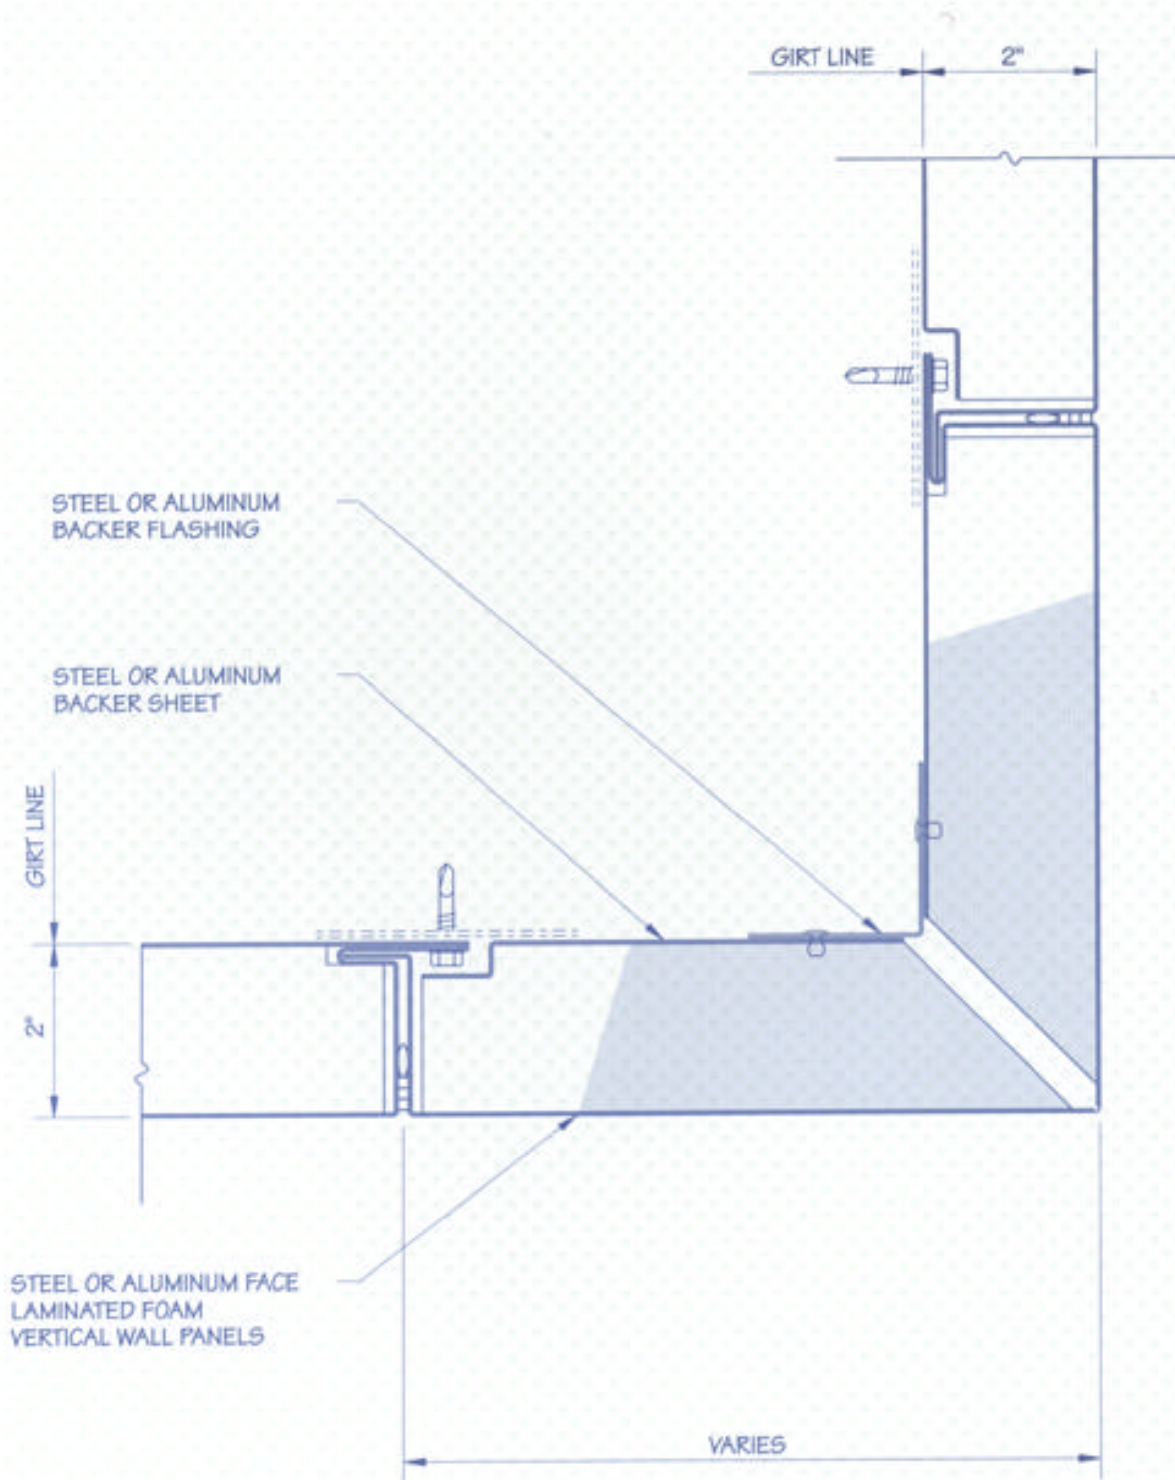 GIRT LINE
2"
STEEL OR ALUMINUM
BACKER FLASHING
STEEL OR ALUMINUM
BACKER SHEET
GIRT LINE
2"
STEEL OR ALUMINUM FACE
LAMINATED FOAM
VERTICAL WALL PANELS
VARIES